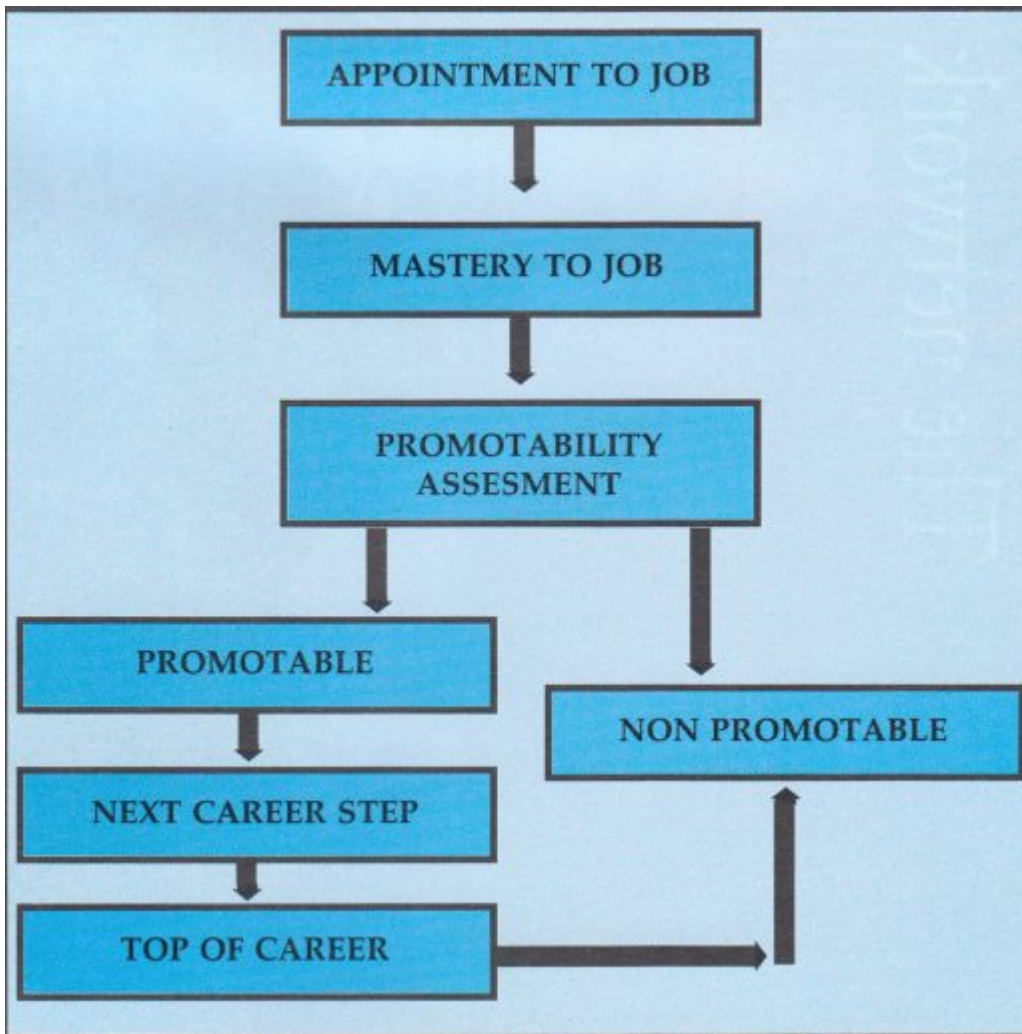 APPOINTMENT TO JOB
MASTERY TO JOB
PROMOTABILITY
ASSESMENT
PROMOTABLE
NON PROMOTABLE
NEXT CAREER STEP
TOP OF CAREER